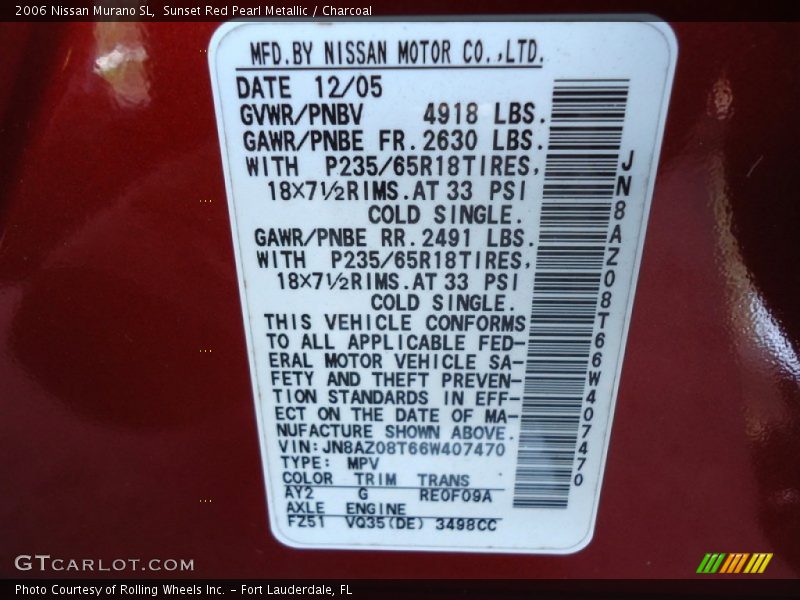 2006 Nissan Murano SL, Sunset Red Pearl Metallic / Charcoal
MFD.BY NISSAN MOTOR CO.,LTD.
DATE 12/05
GVWR/PNBV 4918 LBS.
GAWR/PNBE FR. 2630 LBS.
WITH P235/65R18TIRES,
18X7½RIMS.AT 33 PSI
COLD SINGLE.
GAWR/PNBE RR. 2491 LBS.
WITH P235/65R18TIRES,
18X7½RIMS.AT 33 PSI
COLD SINGLE.
THIS VEHICLE CONFORMS
TO ALL APPLICABLE FED-
ERAL MOTOR VEHICLE SA-
FETY AND THEFT PREVEN-
TION STANDARDS IN EFF-
ECT ON THE DATE OF MA-
NUFACTURE SHOWN ABOVE.
VIN:JN8AZ08T66W407470
TYPE: MPV
COLOR TRIM TRANS
AY2 G RE0F09A
AXLE ENGINE
FZ51 VQ35(DE) 3498CC
JN8AZ08T66W407470
GTCARLOT.COM
Photo Courtesy of Rolling Wheels Inc. - Fort Lauderdale, FL